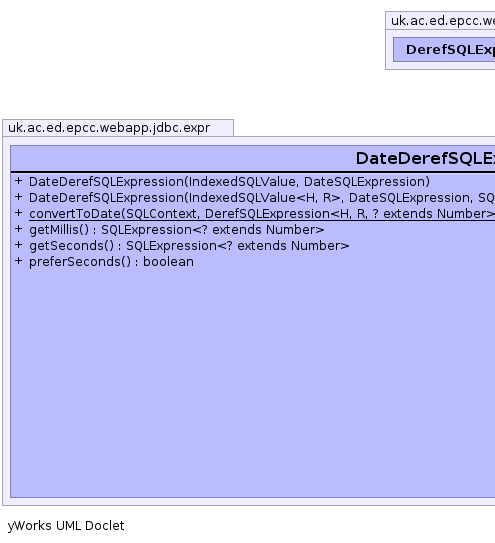 uk.ac.ed.epcc.we
DerefSQLExp
uk.ac.ed.epcc.webapp.jdbc.expr
DateDerefSQLEx
+ DateDerefSQLExpression(IndexedSQLValue, DateSQLExpression)
+ DateDerefSQLExpression(IndexedSQLValue<H, R>, DateSQLExpression, SQ
+ convertToDate(SQLContext, DerefSQLExpression<H, R, ? extends Number>
+ getMillis() : SQLExpression<? extends Number>
+ getSeconds() : SQLExpression<? extends Number>
+ preferSeconds() : boolean
yWorks UML Doclet